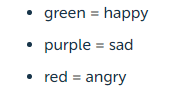 • green = happy
• purple = sad
• red = angry